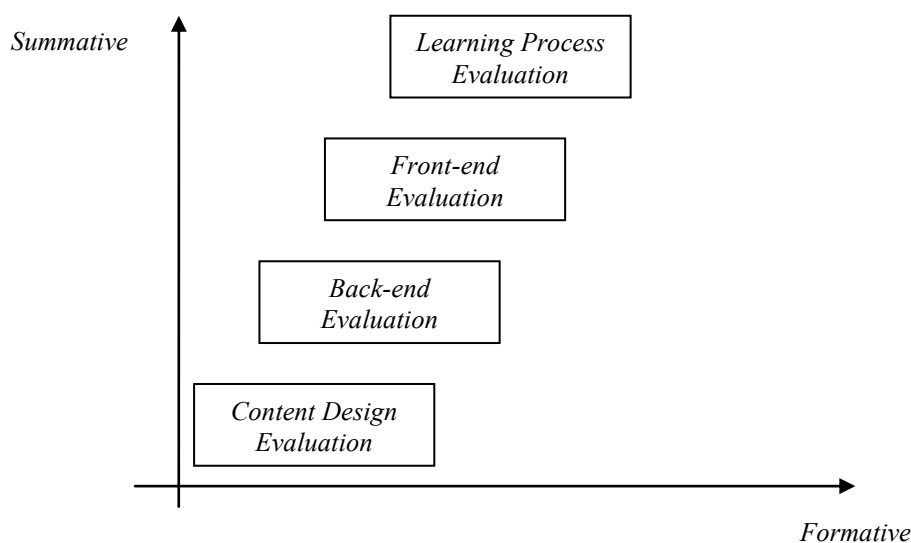 Summative
Learning Process
Evaluation
Front-end
Evaluation
Back-end
Evaluation
Content Design
Evaluation
Formative